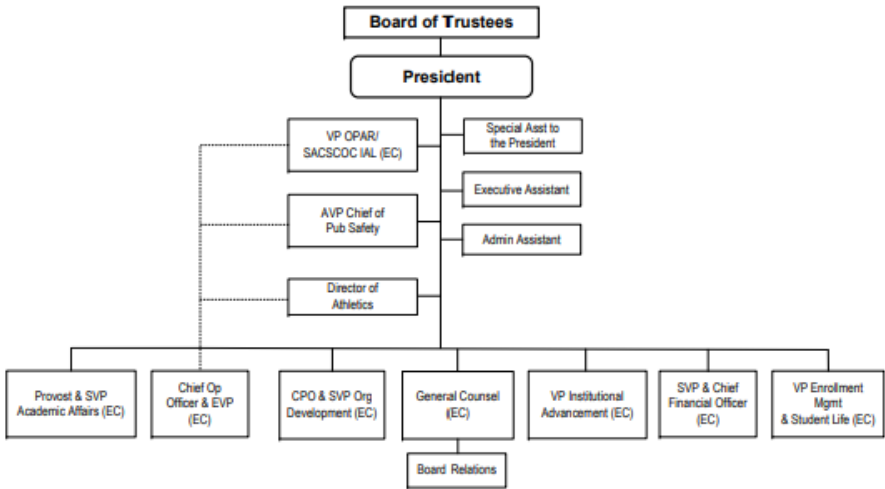 Board of Trustees
President
VP OPAR/
SACSCOC IAL (EC)
Special Asst to
the President
Executive Assistant
AVP Chief of
Pub Safety
Admin Assistant
Director of
Athletics
Provost & SVP
Academic Affairs (EC)
Chief Op
Officer & EVP
(EC)
CPO & SVP Org
Development (EC)
General Counsel
(EC)
VP Institutional
Advancement (EC)
SVP & Chief
Financial Officer
(EC)
VP Enrollment
Mgmt
& Student Life (EC)
Board Relations